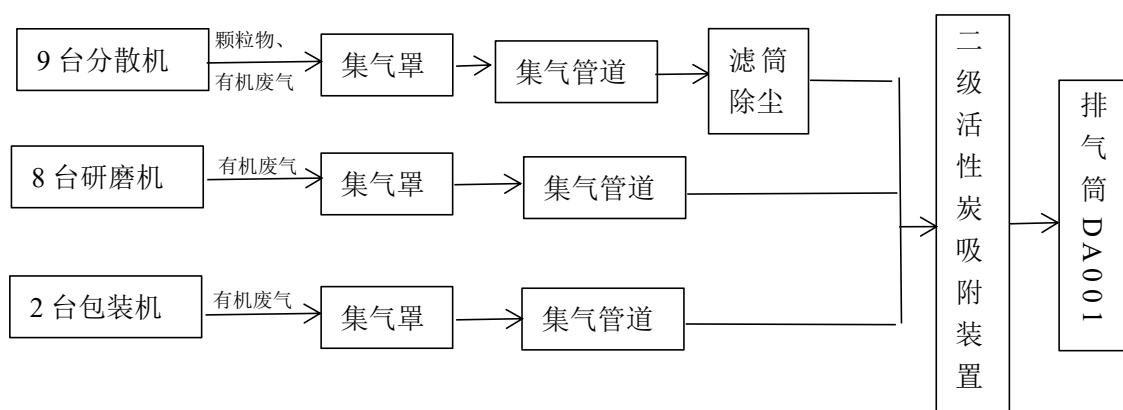 9 台分散机
颗粒物、
有机废气
集气罩
集气管道
滤筒
除尘
8 台研磨机
有机废气
集气罩
集气管道
2 台包装机
有机废气
集气罩
集气管道
二级活性炭吸附装置
排气筒DA001